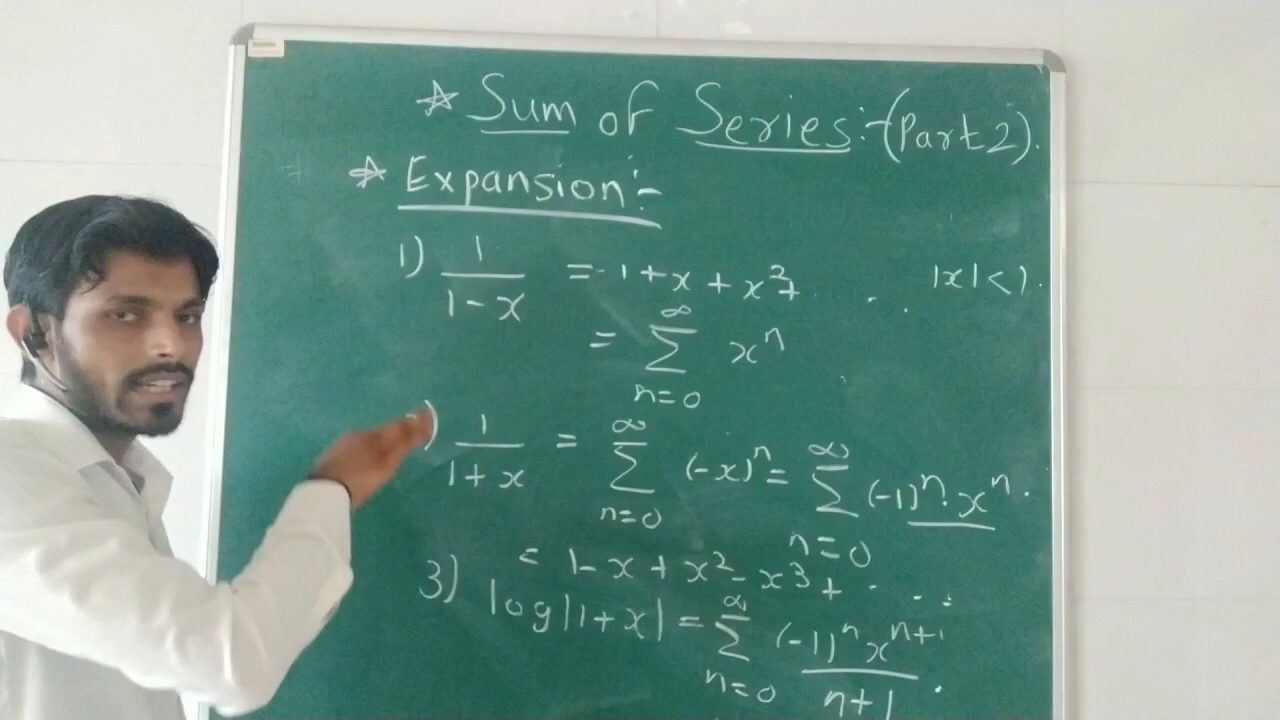 ☆ Sum of Series:-(Part 2).
☆ Expansion:-
1) 1/(1-x) = 1 + x + x² + . . . |x| < 1.
= ∑_{n=0}^{∞} xⁿ
) 1/(1+x) = ∑_{n=0}^{∞} (-x)ⁿ = ∑_{n=0}^{∞} (-1)ⁿ. xⁿ.
= 1 - x + x² - x³ + . . .
3) log|1+x| = ∑_{n=0}^{∞} (-1)ⁿ xⁿ⁺¹/(n+1) .